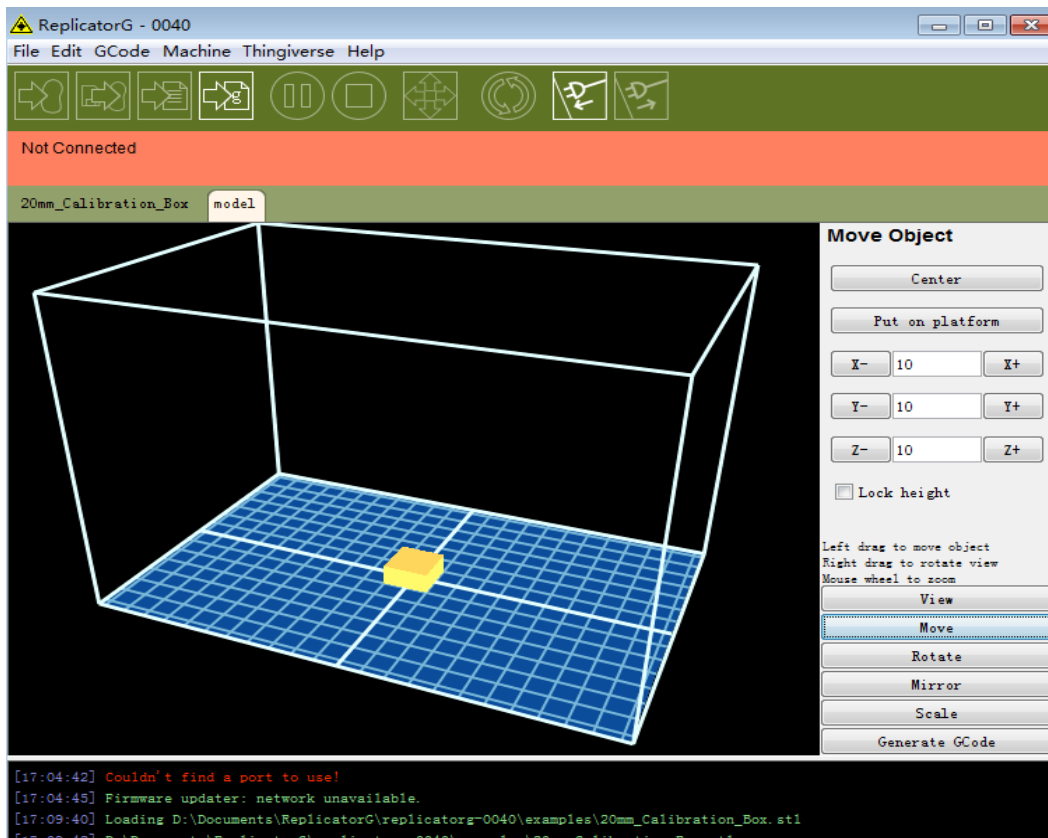 ReplicatorG - 0040
File Edit GCode Machine Thingiverse Help
Not Connected
20mm_Calibration_Box model
Move Object
Center
Put on platform
X- 10 X+
Y- 10 Y+
Z- 10 Z+
Lock height
Left drag to move object
Right drag to rotate view
Mouse wheel to zoom
View
Move
Rotate
Mirror
Scale
Generate GCode
[17:04:42] Couldn't find a port to use!
[17:04:45] Firmware updater: network unavailable.
[17:09:40] Loading D:\Documents\ReplicatorG\replicatorg-0040\examples\20mm_Calibration_Box.stl